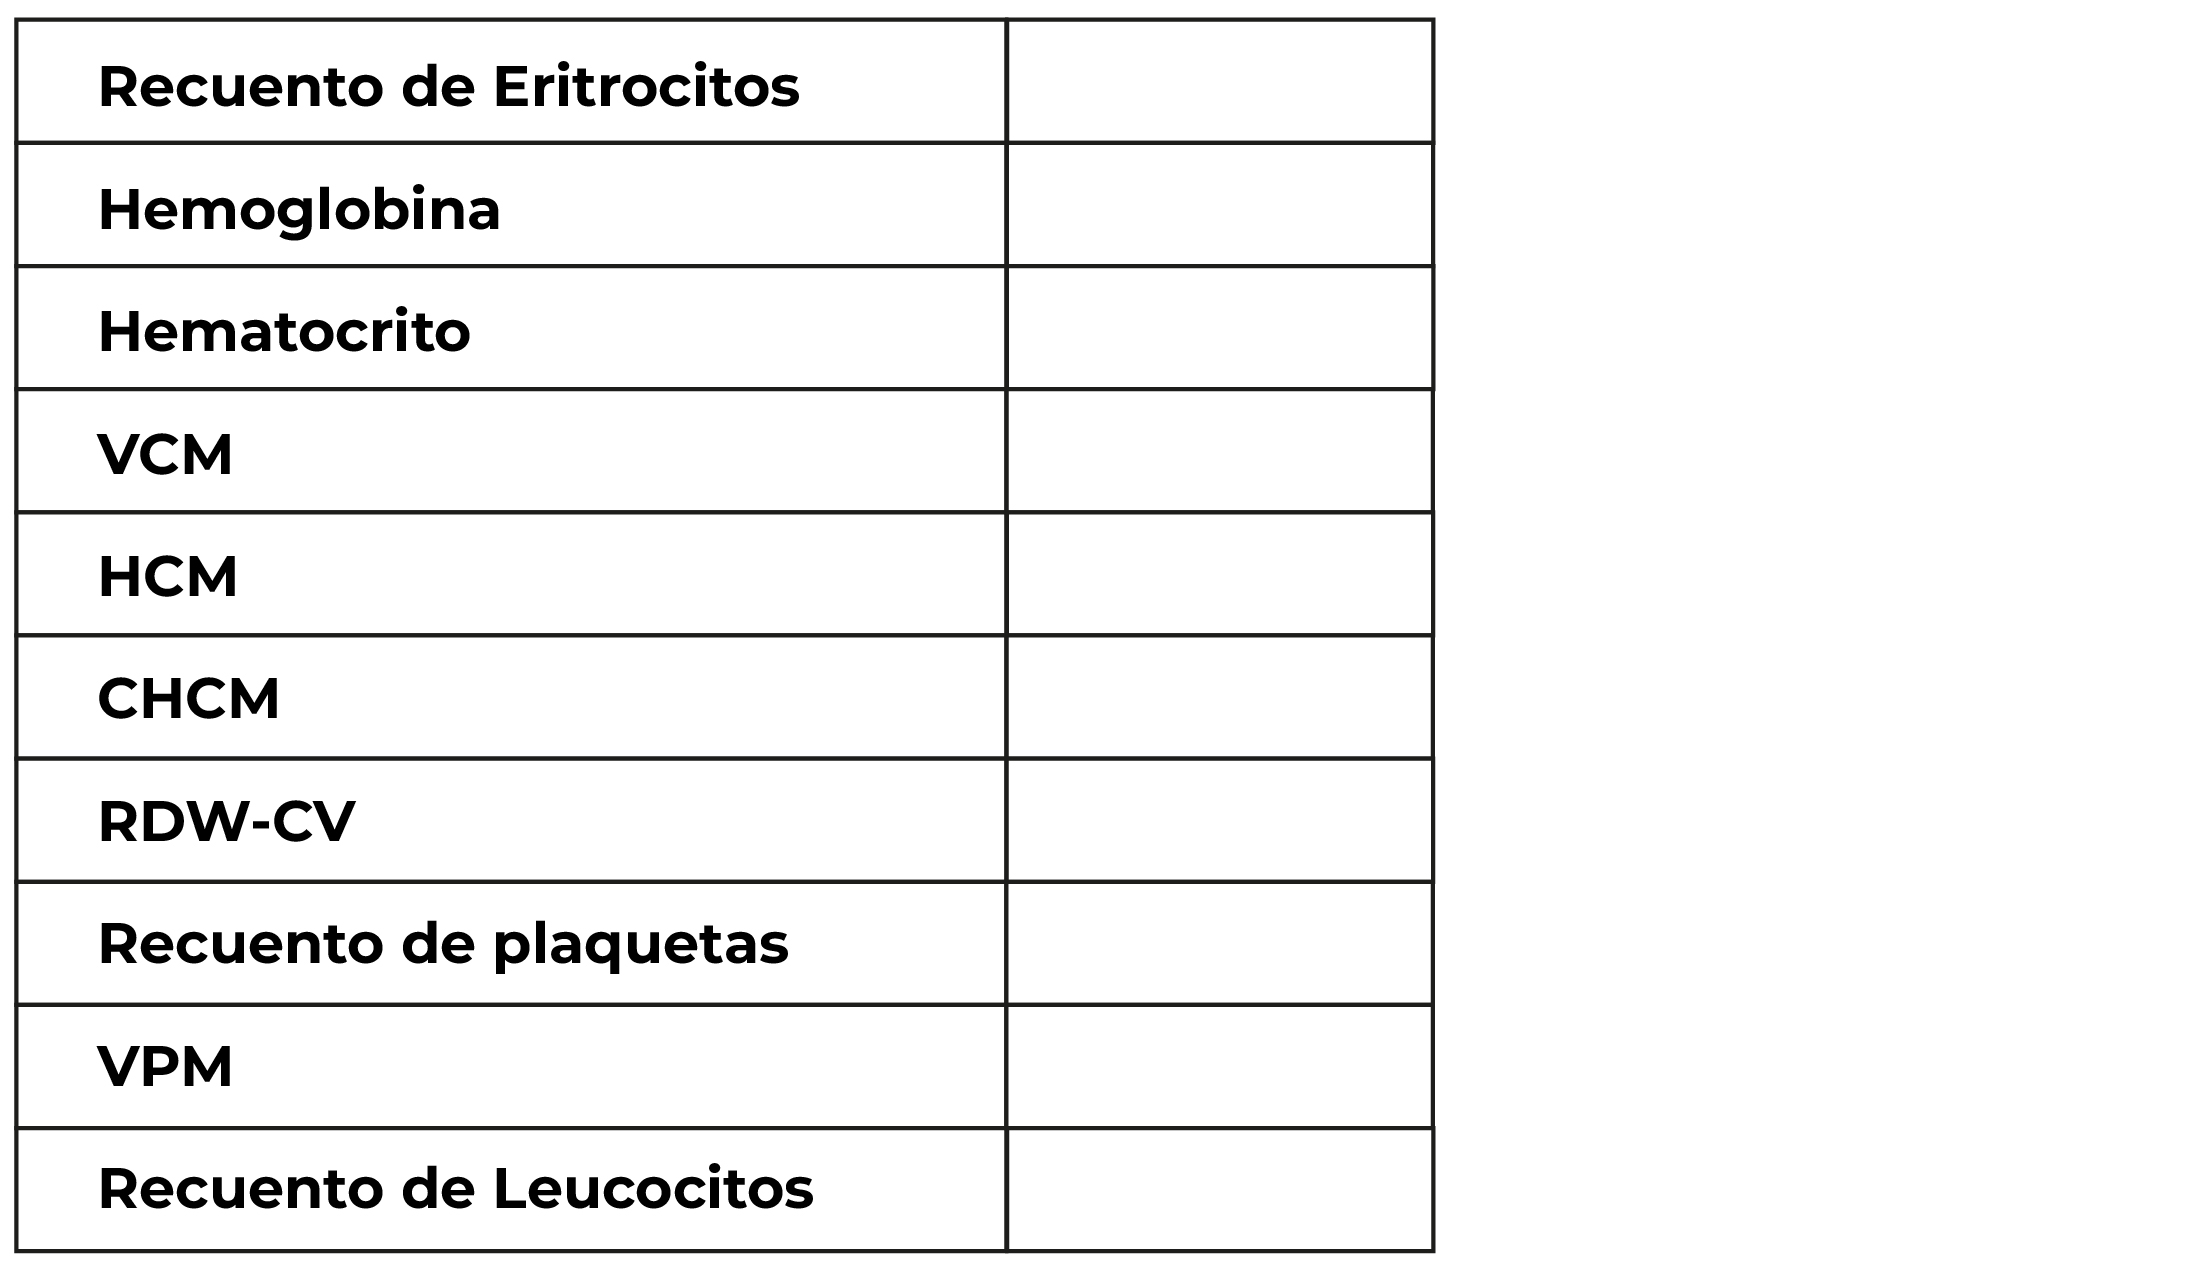 Recuento de Eritrocitos
Hemoglobina
Hematocrito
VCM
HCM
CHCM
RDW-CV
Recuento de plaquetas
VPM
Recuento de Leucocitos